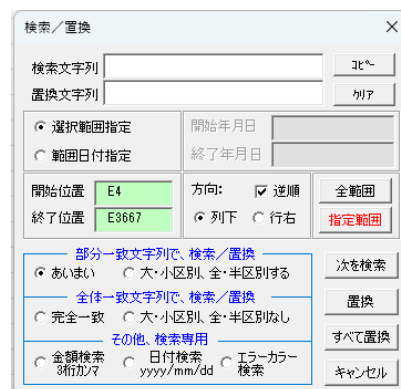 検索／置換
検索文字列
ｺﾋﾟｰ
置換文字列
ｸﾘｱ
選択範囲指定
開始年月日
範囲日付指定
終了年月日
開始位置 E4
方向: 逆順
全範囲
終了位置 E3667
列下 行右
指定範囲
部分一致文字列で、検索／置換
あいまい 大・小区別、全・半区別する
次を検索
全体一致文字列で、検索／置換
完全一致 大・小区別、全・半区別なし
置換
その他、検索専用
すべて置換
金額検索 日付検索 エラーカラー
3桁カンマ yyyy/mm/dd 検索
キャンセル